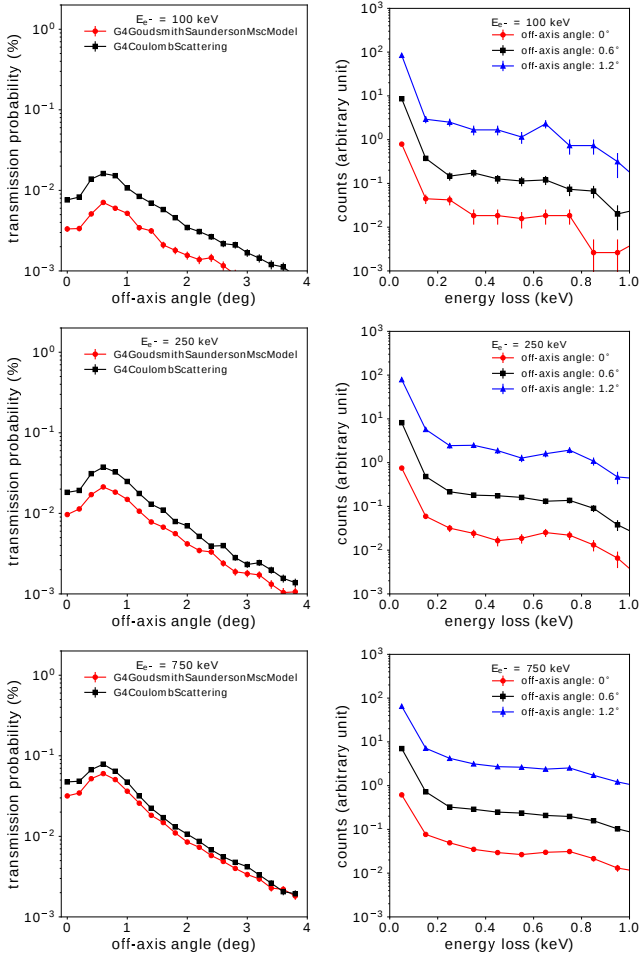 E_e- = 100 keV
G4GoudsmithSaundersonMscModel
G4CoulombScattering
transmission probability (%)
10^0
10^−1
10^−2
10^−3
0 1 2 3 4
off-axis angle (deg)
E_e- = 100 keV
off-axis angle: 0°
off-axis angle: 0.6°
off-axis angle: 1.2°
counts (arbitrary unit)
10^3
10^2
10^1
10^0
10^−1
10^−2
10^−3
0.0 0.2 0.4 0.6 0.8 1.0
energy loss (keV)
E_e- = 250 keV
G4GoudsmithSaundersonMscModel
G4CoulombScattering
transmission probability (%)
10^0
10^−1
10^−2
10^−3
0 1 2 3 4
off-axis angle (deg)
E_e- = 250 keV
off-axis angle: 0°
off-axis angle: 0.6°
off-axis angle: 1.2°
counts (arbitrary unit)
10^3
10^2
10^1
10^0
10^−1
10^−2
10^−3
0.0 0.2 0.4 0.6 0.8 1.0
energy loss (keV)
E_e- = 750 keV
G4GoudsmithSaundersonMscModel
G4CoulombScattering
transmission probability (%)
10^0
10^−1
10^−2
10^−3
0 1 2 3 4
off-axis angle (deg)
E_e- = 750 keV
off-axis angle: 0°
off-axis angle: 0.6°
off-axis angle: 1.2°
counts (arbitrary unit)
10^3
10^2
10^1
10^0
10^−1
10^−2
10^−3
0.0 0.2 0.4 0.6 0.8 1.0
energy loss (keV)